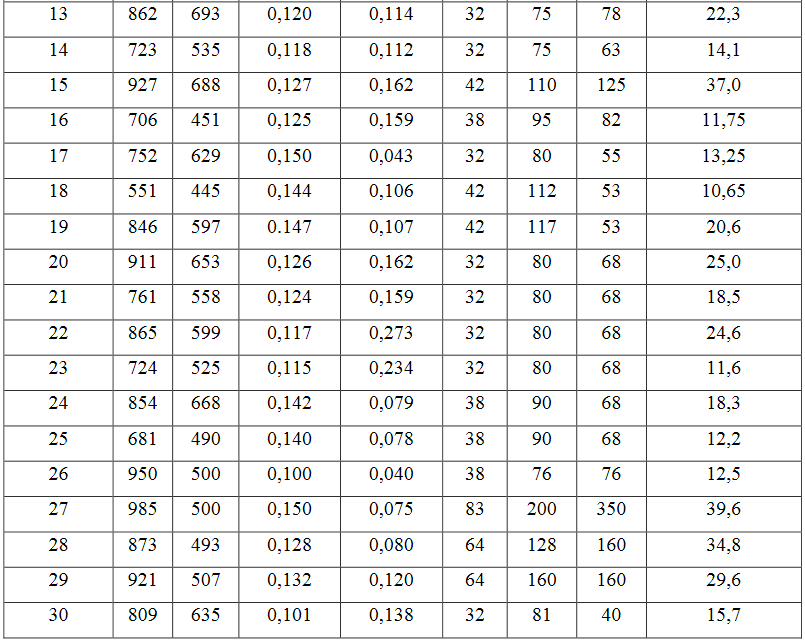 13 862 693 0,120 0,114 32 75 78 22,3
14 723 535 0,118 0,112 32 75 63 14,1
15 927 688 0,127 0,162 42 110 125 37,0
16 706 451 0,125 0,159 38 95 82 11,75
17 752 629 0,150 0,043 32 80 55 13,25
18 551 445 0,144 0,106 42 112 53 10,65
19 846 597 0.147 0,107 42 117 53 20,6
20 911 653 0,126 0,162 32 80 68 25,0
21 761 558 0,124 0,159 32 80 68 18,5
22 865 599 0,117 0,273 32 80 68 24,6
23 724 525 0,115 0,234 32 80 68 11,6
24 854 668 0,142 0,079 38 90 68 18,3
25 681 490 0,140 0,078 38 90 68 12,2
26 950 500 0,100 0,040 38 76 76 12,5
27 985 500 0,150 0,075 83 200 350 39,6
28 873 493 0,128 0,080 64 128 160 34,8
29 921 507 0,132 0,120 64 160 160 29,6
30 809 635 0,101 0,138 32 81 40 15,7